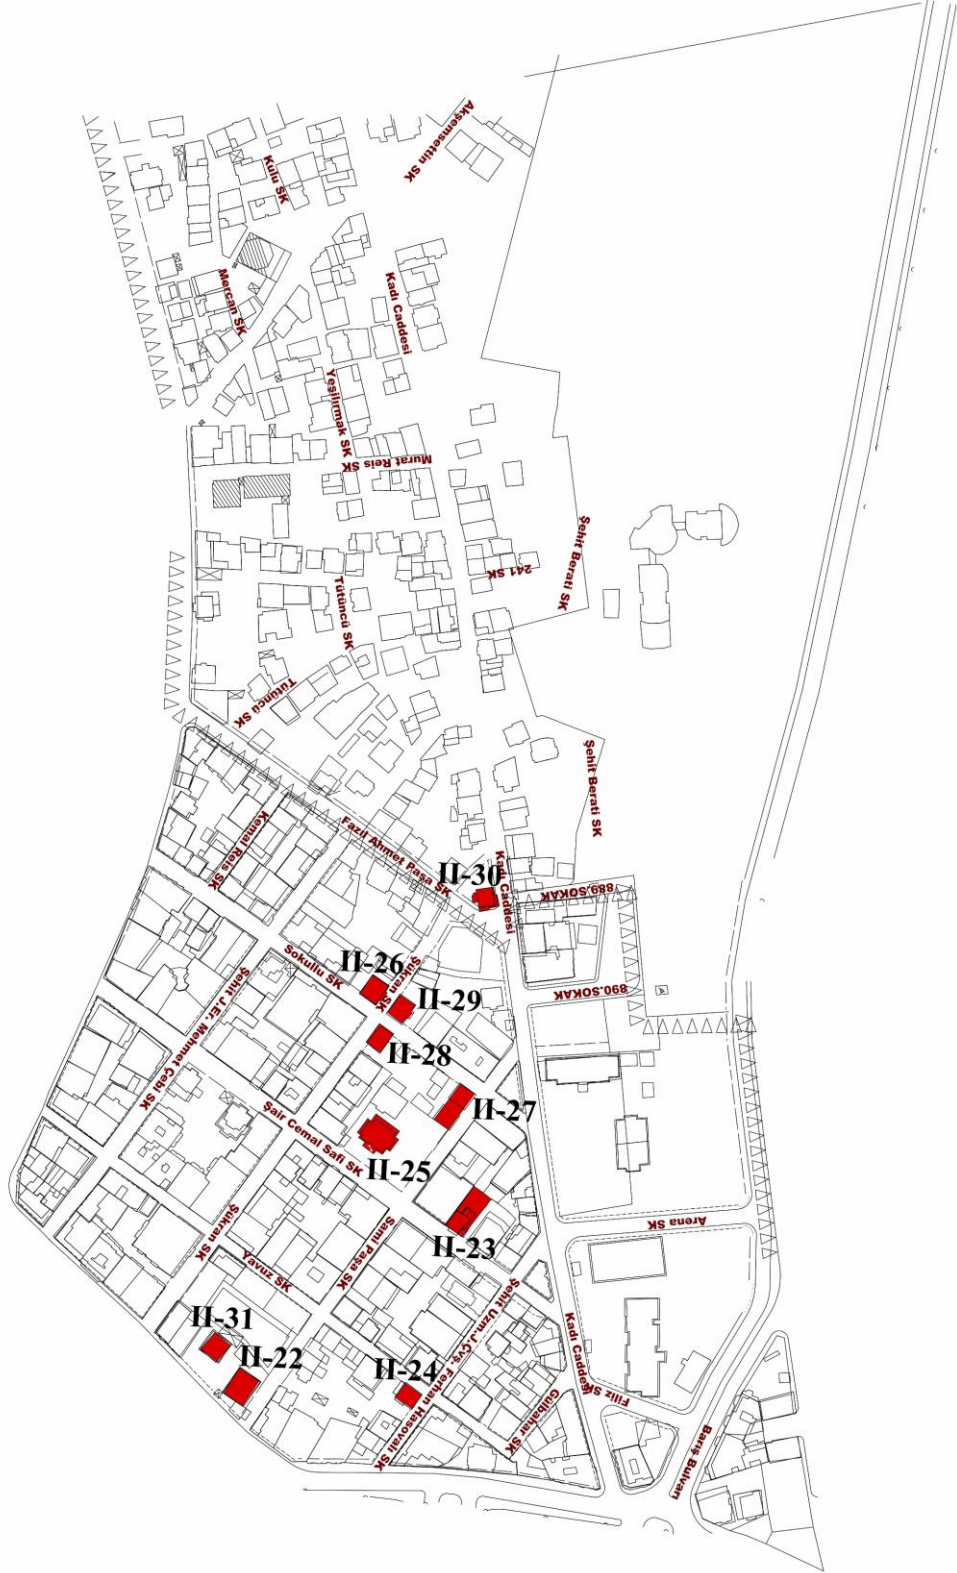 Akşemsettin SK
Kulu SK
Mercan SK
Kadı Caddesi
Yeşilırmak SK
Murat Reis SK
Şehit Berati SK
241 SK
Tütüncü SK
Tütüncü SK
Şehit Berati SK
Kemal Reis SK
Fazıl Ahmet Paşa SK
Kadı Caddesi
II-30
889.SOKAK
Sokullu SK
II-26
Şükran SK
II-29
890.SOKAK
Şehit J.Er. Mehmet Çebi SK
II-28
II-27
Şair Cemal Safi SK
II-25
Arena SK
Şükran SK
Sami Paşa SK
II-23
Yavuz SK
Şehit Uzm.J.Çvş. Ferhan Hasovalı SK
Kadı Caddesi
II-31
II-22
II-24
Filiz SK
Gülbahar SK
Barış Bulvarı